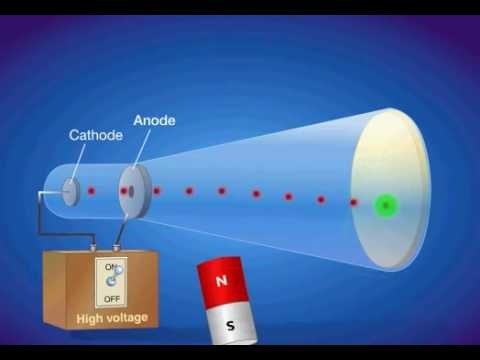 Anode
Cathode
ON
OFF
High voltage
N
S